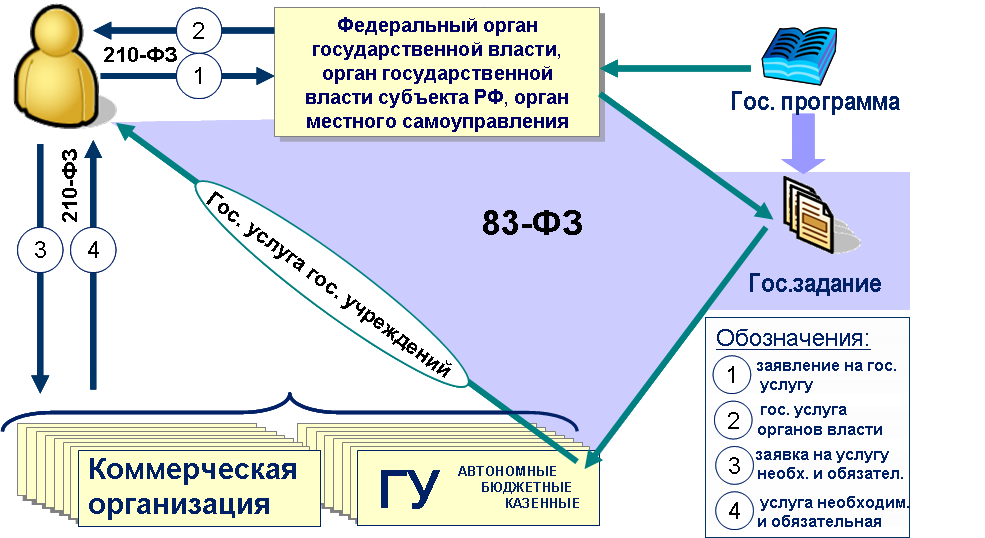 2
210-ФЗ
1
Федеральный орган
государственной власти,
орган государственной
власти субъекта РФ, орган
местного самоуправления
Гос. программа
210-ФЗ
3
4
Гос. услуга гос. учреждений
83-ФЗ
Гос.задание
Обозначения:
1 заявление на гос.
услугу
2 гос. услуга
органов власти
3 заявка на услугу
необх. и обязател.
4 услуга необходим.
и обязательная
Коммерческая
организация
ГУ
АВТОНОМНЫЕ
БЮДЖЕТНЫЕ
КАЗЕННЫЕ